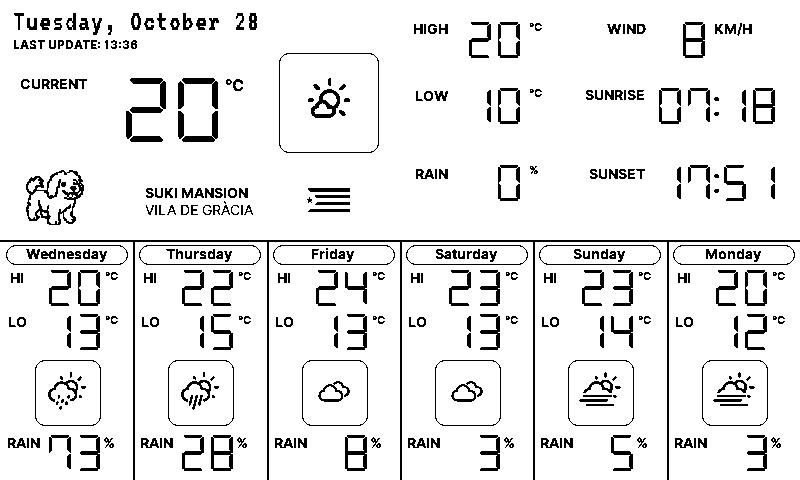 Tuesday, October 28
LAST UPDATE: 13:36
CURRENT 20 °C
HIGH 20 °C
WIND 8 KM/H
LOW 10 °C
SUNRISE 07:18
RAIN 0 %
SUNSET 17:51
SUKI MANSION
VILA DE GRÀCIA
Wednesday
HI 20 °C
LO 13 °C
RAIN 73 %
Thursday
HI 22 °C
LO 15 °C
RAIN 28 %
Friday
HI 24 °C
LO 13 °C
RAIN 8 %
Saturday
HI 23 °C
LO 13 °C
RAIN 3 %
Sunday
HI 23 °C
LO 14 °C
RAIN 5 %
Monday
HI 20 °C
LO 12 °C
RAIN 3 %